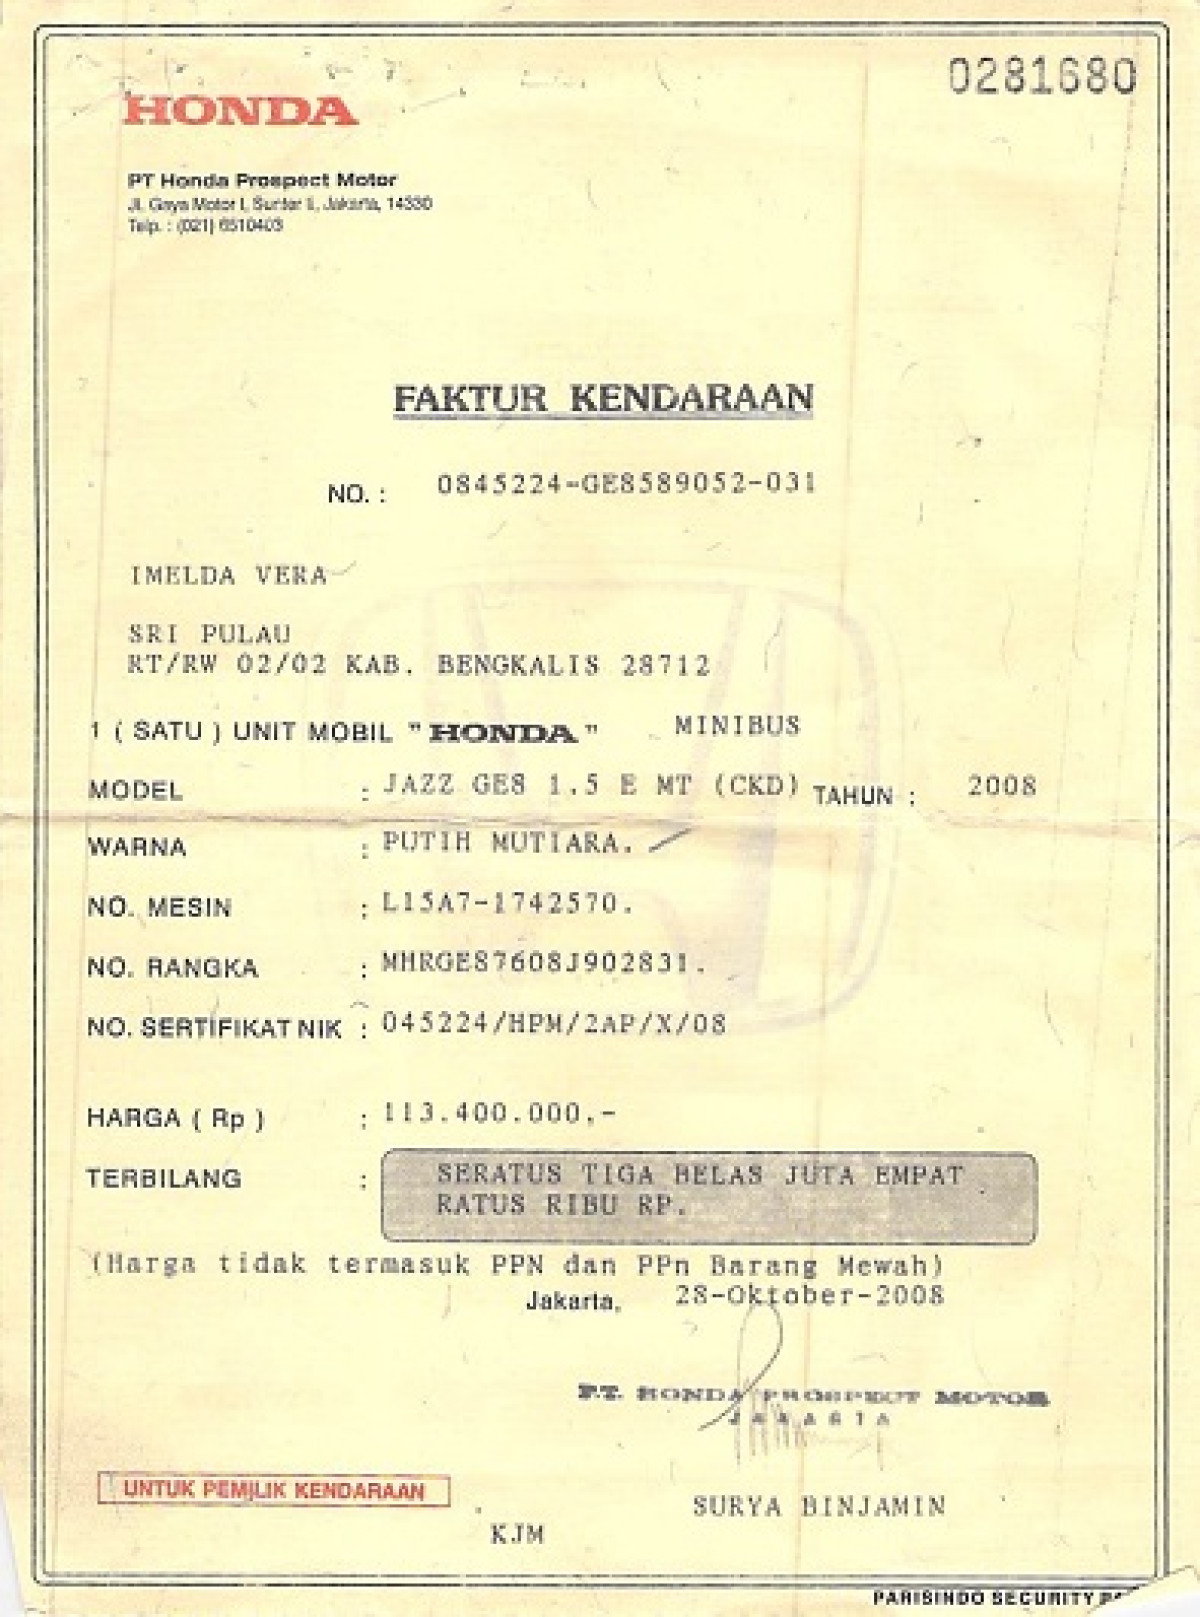 0281680
HONDA
PT Honda Prospect Motor
Jl. Gaya Motor I, Sunter II, Jakarta, 14330
Telp. : (021) 6510403
FAKTUR KENDARAAN
NO. : 0845224-GE8589052-031
IMELDA VERA
SRI PULAU
RT/RW 02/02 KAB. BENGKALIS 28712
1 ( SATU ) UNIT MOBIL "HONDA" MINIBUS
MODEL : JAZZ GE8 1.5 E MT (CKD) TAHUN : 2008
WARNA : PUTIH MUTIARA.
NO. MESIN : L15A7-1742570.
NO. RANGKA : MHRGE87608J902831.
NO. SERTIFIKAT NIK : 045224/HPM/2AP/X/08
HARGA ( Rp ) : 113.400.000.-
TERBILANG : SERATUS TIGA BELAS JUTA EMPAT
RATUS RIBU RP.
(Harga tidak termasuk PPN dan PPn Barang Mewah)
Jakarta, 28-Oktober-2008
P.T. HONDA PROSPECT MOTOR
JAKARTA
UNTUK PEMILIK KENDARAAN
SURYA BINJAMIN
KJM
PARISINDO SECURITY